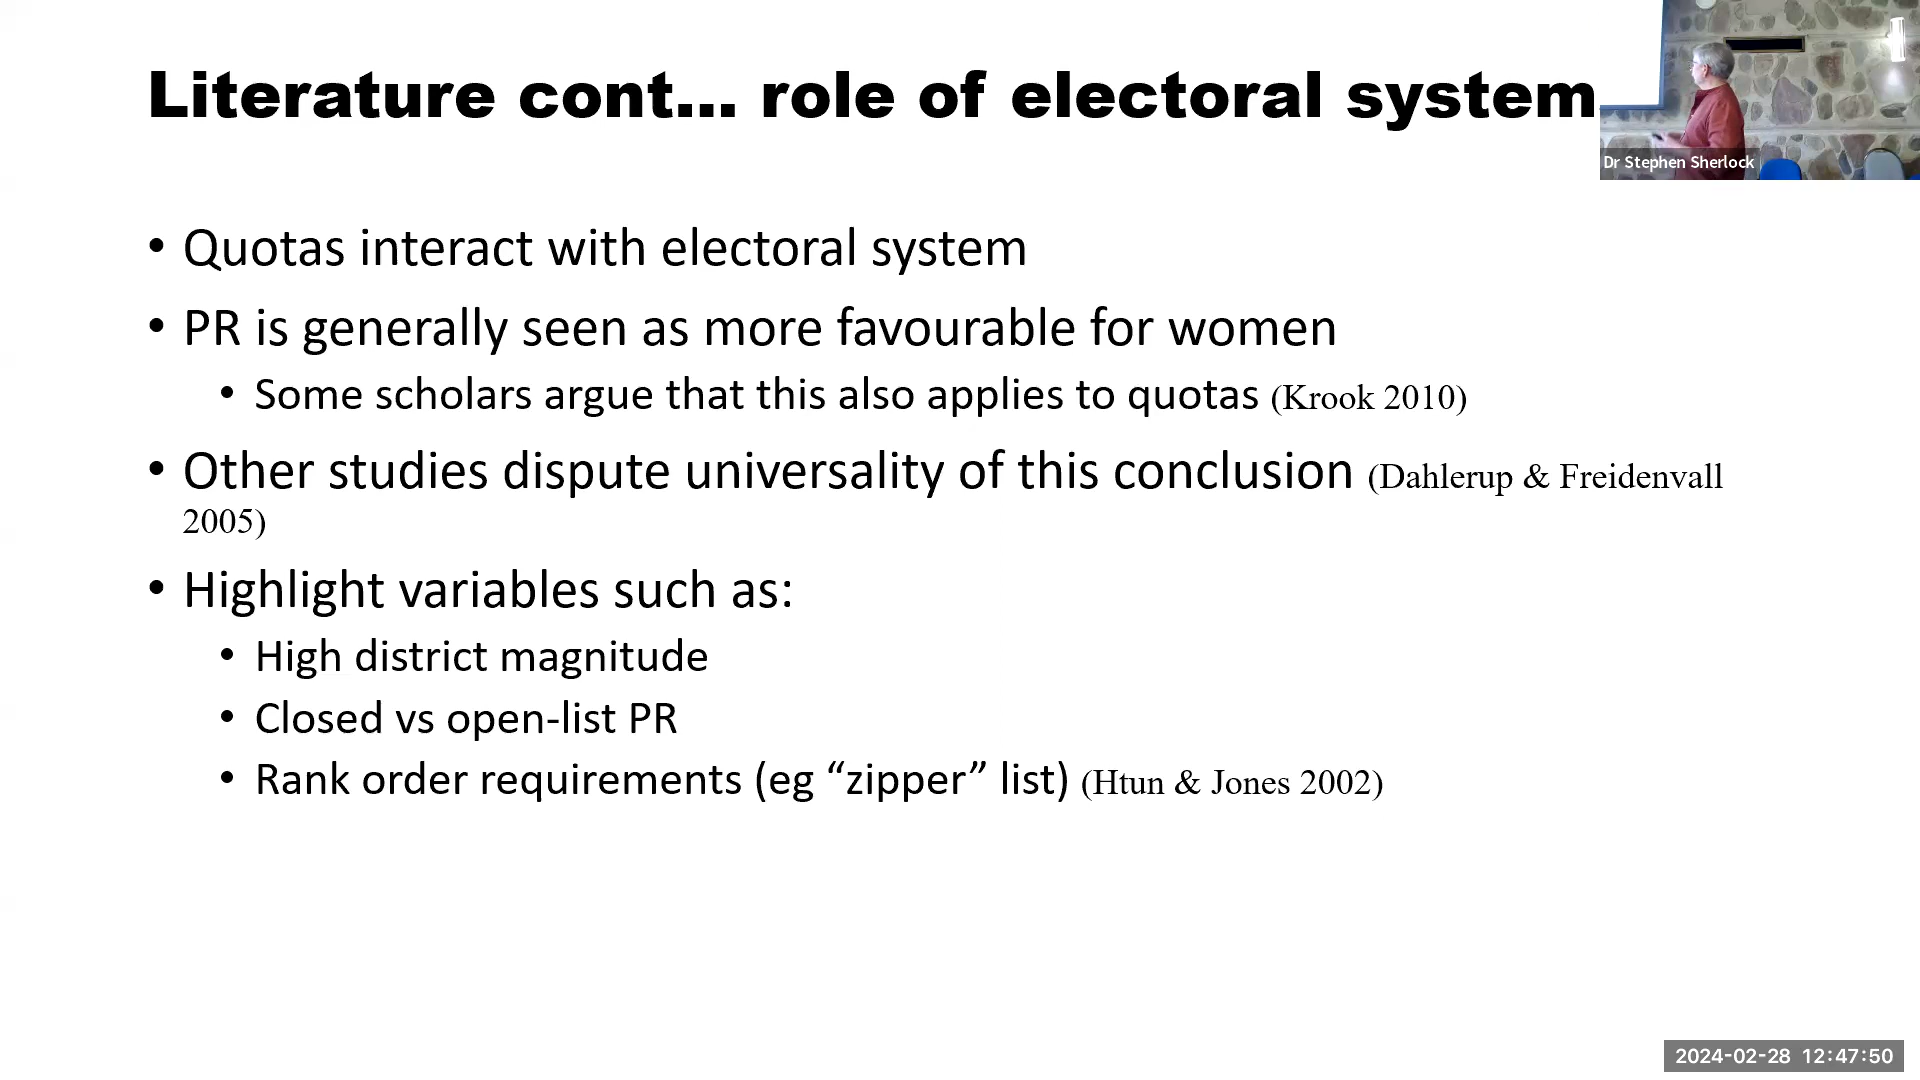 Literature cont… role of electoral system
Dr Stephen Sherlock
• Quotas interact with electoral system
• PR is generally seen as more favourable for women
• Some scholars argue that this also applies to quotas (Krook 2010)
• Other studies dispute universality of this conclusion (Dahlerup & Freidenvall
2005)
• Highlight variables such as:
• High district magnitude
• Closed vs open-list PR
• Rank order requirements (eg “zipper” list) (Htun & Jones 2002)
2024-02-28 12:47:50